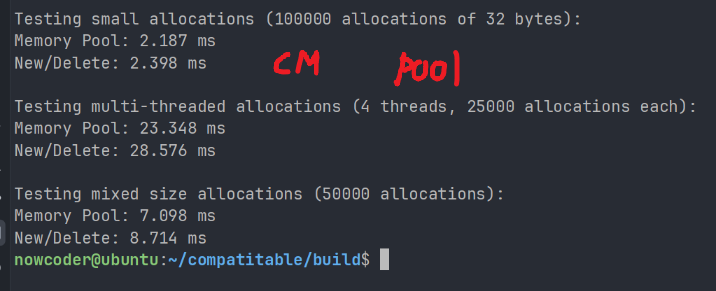 Testing small allocations (100000 allocations of 32 bytes):
Memory Pool: 2.187 ms
New/Delete: 2.398 ms
CM POOl
Testing multi-threaded allocations (4 threads, 25000 allocations each):
Memory Pool: 23.348 ms
New/Delete: 28.576 ms
Testing mixed size allocations (50000 allocations):
Memory Pool: 7.098 ms
New/Delete: 8.714 ms
nowcoder@ubuntu:~/compatitable/build$